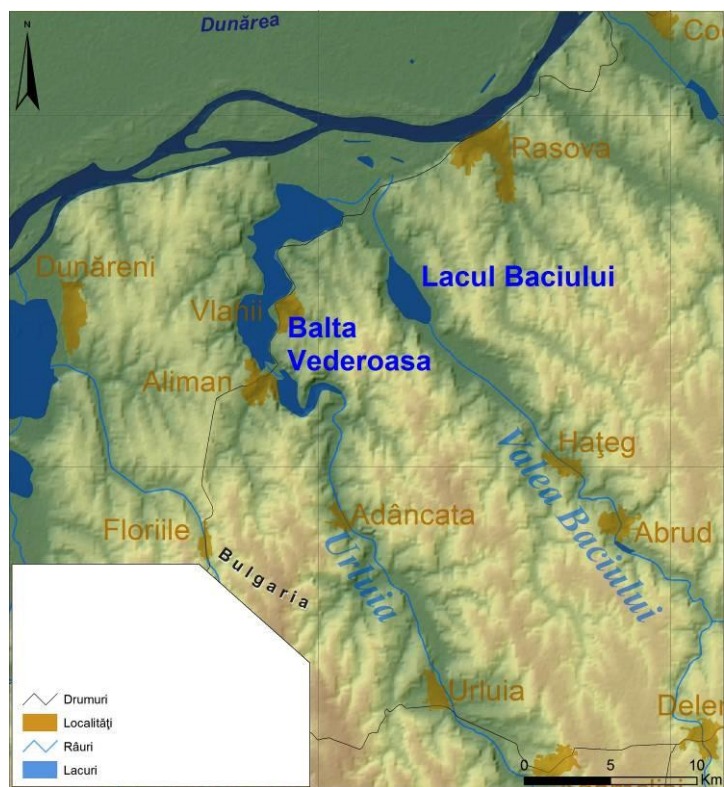 Dunărea
N
Rasova
Dunăreni
Lacul Baciului
Vlahii
Balta
Vederoasa
Aliman
Haţeg
Valea Baciului
Adâncata
Abrud
Floriile
Bulgaria
Urluia
Urluia
Drumuri
Localităţi
Râuri
Lacuri
0 5 10
Km